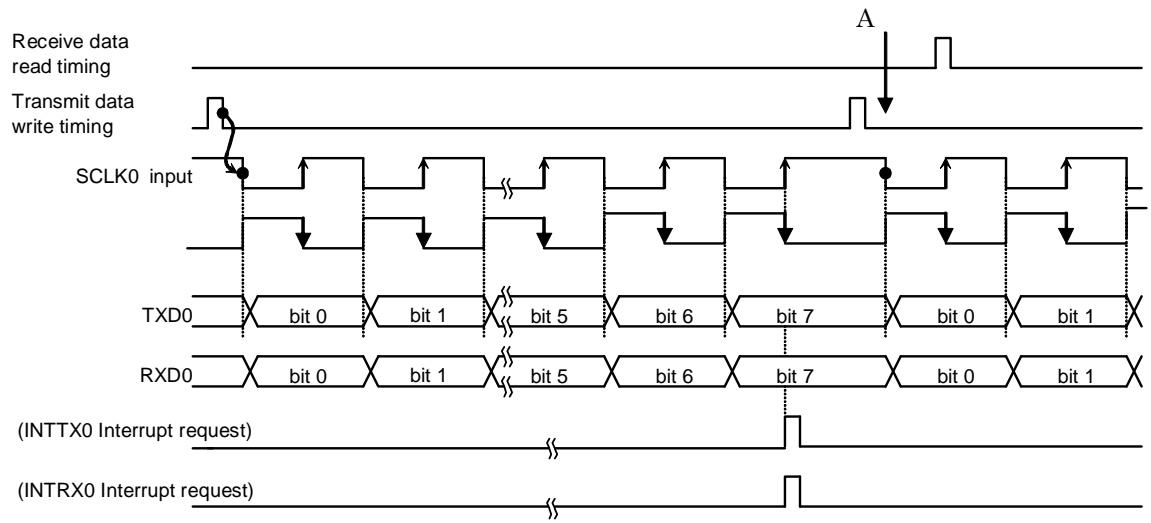 A
Receive data
read timing
Transmit data
write timing
SCLK0 input
TXD0 bit 0 bit 1 bit 5 bit 6 bit 7 bit 0 bit 1
RXD0 bit 0 bit 1 bit 5 bit 6 bit 7 bit 0 bit 1
(INTTX0 Interrupt request)
(INTRX0 Interrupt request)